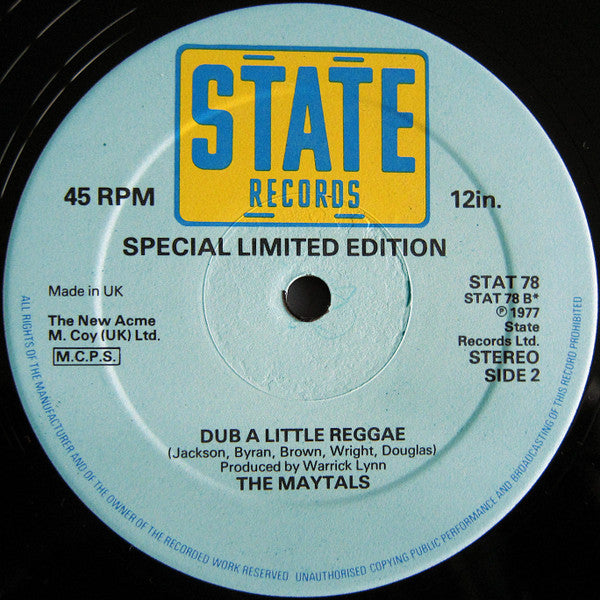 STATE
RECORDS
45 RPM
12in.
SPECIAL LIMITED EDITION
Made in UK
The New Acme
M. Coy (UK) Ltd.
M.C.P.S.
STAT 78
STAT 78 B*
℗ 1977
State
Records Ltd.
STEREO
SIDE 2
DUB A LITTLE REGGAE
(Jackson, Byran, Brown, Wright, Douglas)
Produced by Warrick Lynn
THE MAYTALS
ALL RIGHTS OF THE MANUFACTURER AND OF THE OWNER OF THE RECORDED WORK RESERVED UNAUTHORISED COPYING PUBLIC PERFORMANCE AND BROADCASTING OF THIS RECORD PROHIBITED